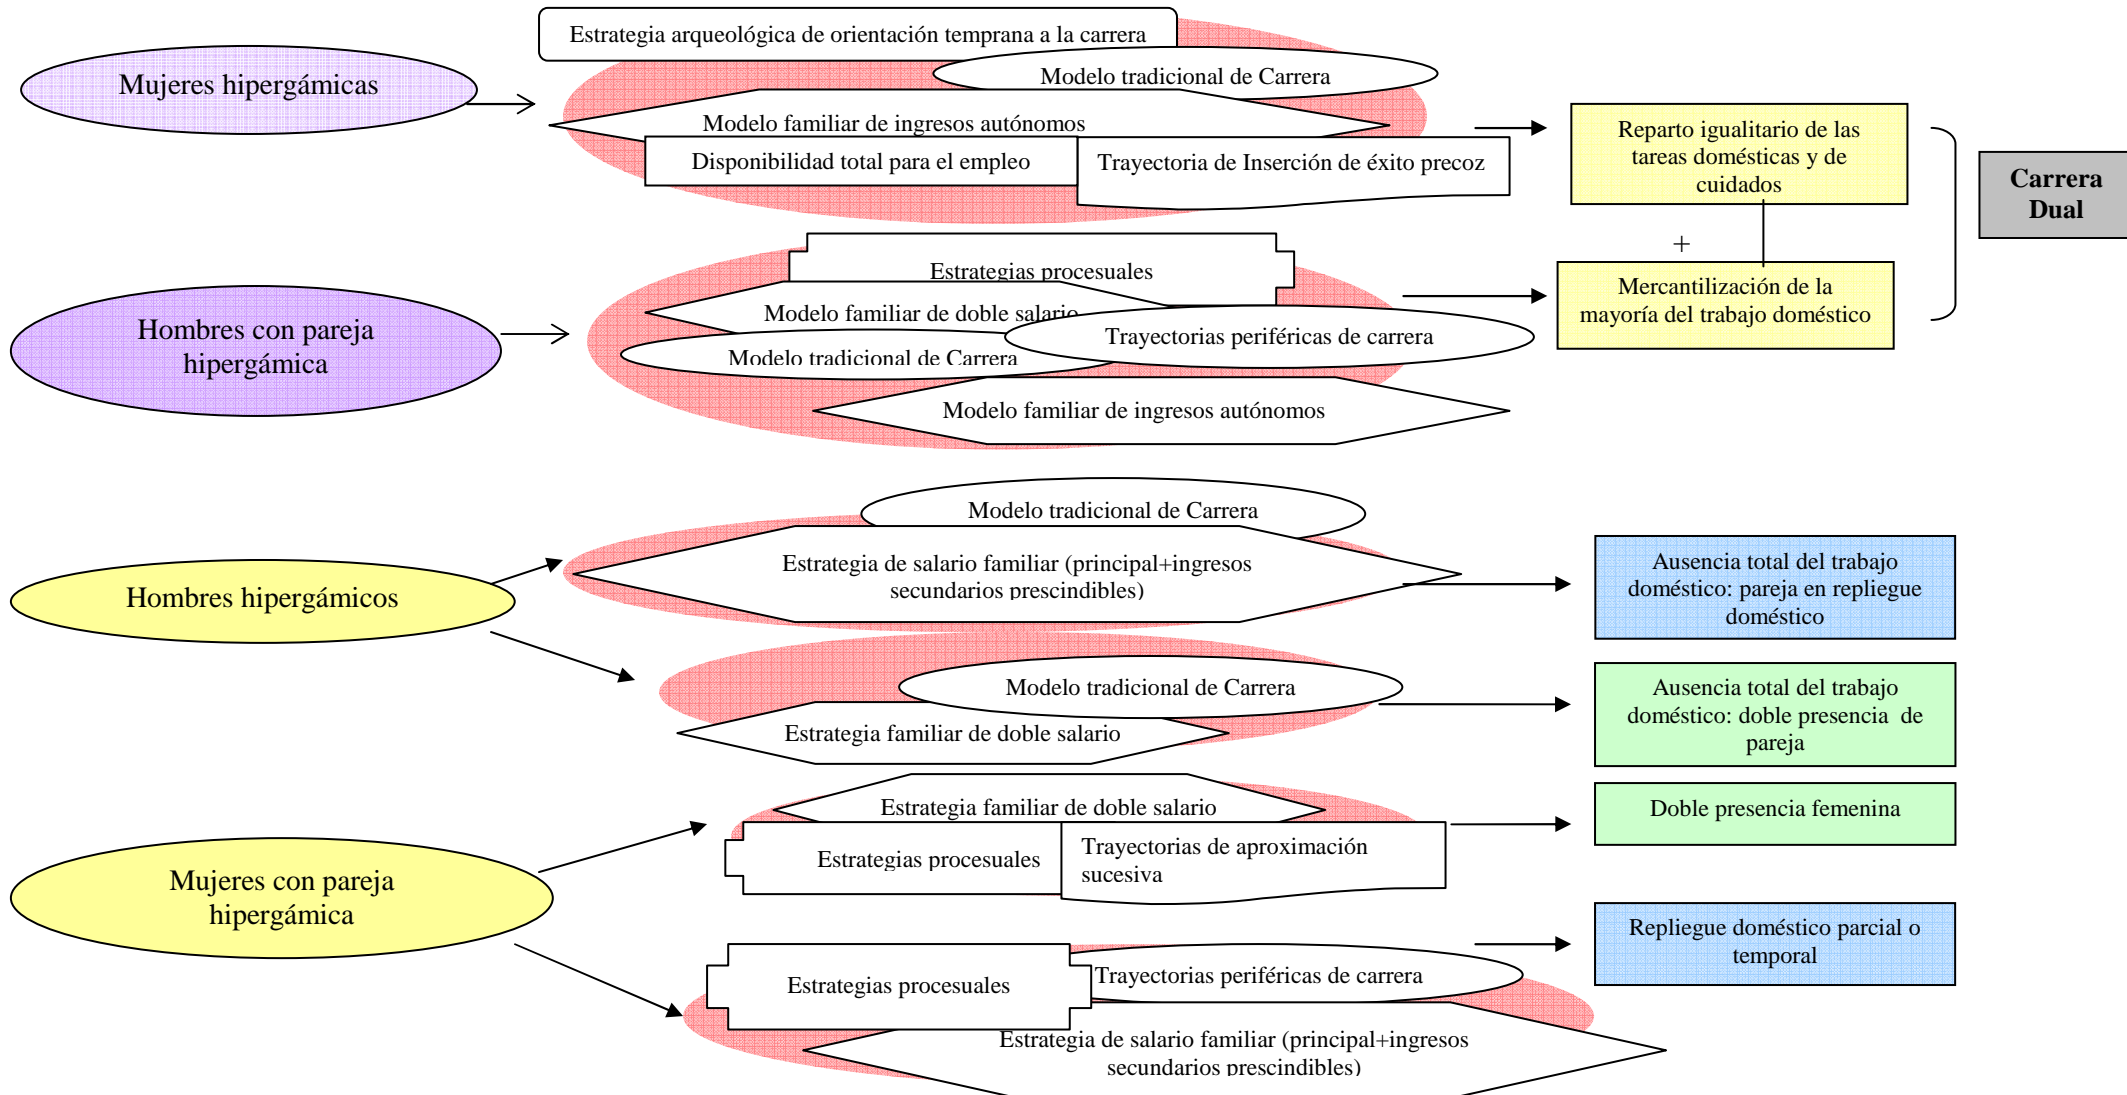 Estrategia arqueológica de orientación temprana a la carrera
Mujeres hipergámicas
Modelo tradicional de Carrera
Modelo familiar de ingresos autónomos
Disponibilidad total para el empleo
Trayectoria de Inserción de éxito precoz
Reparto igualitario de las
tareas domésticas y de
cuidados
Carrera
Dual
+
Hombres con pareja
hipergámica
Estrategias procesuales
Modelo familiar de doble salario
Modelo tradicional de Carrera
Trayectorias periféricas de carrera
Modelo familiar de ingresos autónomos
Mercantilización de la
mayoría del trabajo doméstico
Hombres hipergámicos
Modelo tradicional de Carrera
Estrategia de salario familiar (principal+ingresos
secundarios prescindibles)
Ausencia total del trabajo
doméstico: pareja en repliegue
doméstico
Modelo tradicional de Carrera
Estrategia familiar de doble salario
Ausencia total del trabajo
doméstico: doble presencia de
pareja
Mujeres con pareja
hipergámica
Estrategia familiar de doble salario
Estrategias procesuales
Trayectorias de aproximación
sucesiva
Doble presencia femenina
Estrategias procesuales
Trayectorias periféricas de carrera
Estrategia de salario familiar (principal+ingresos
secundarios prescindibles)
Repliegue doméstico parcial o
temporal